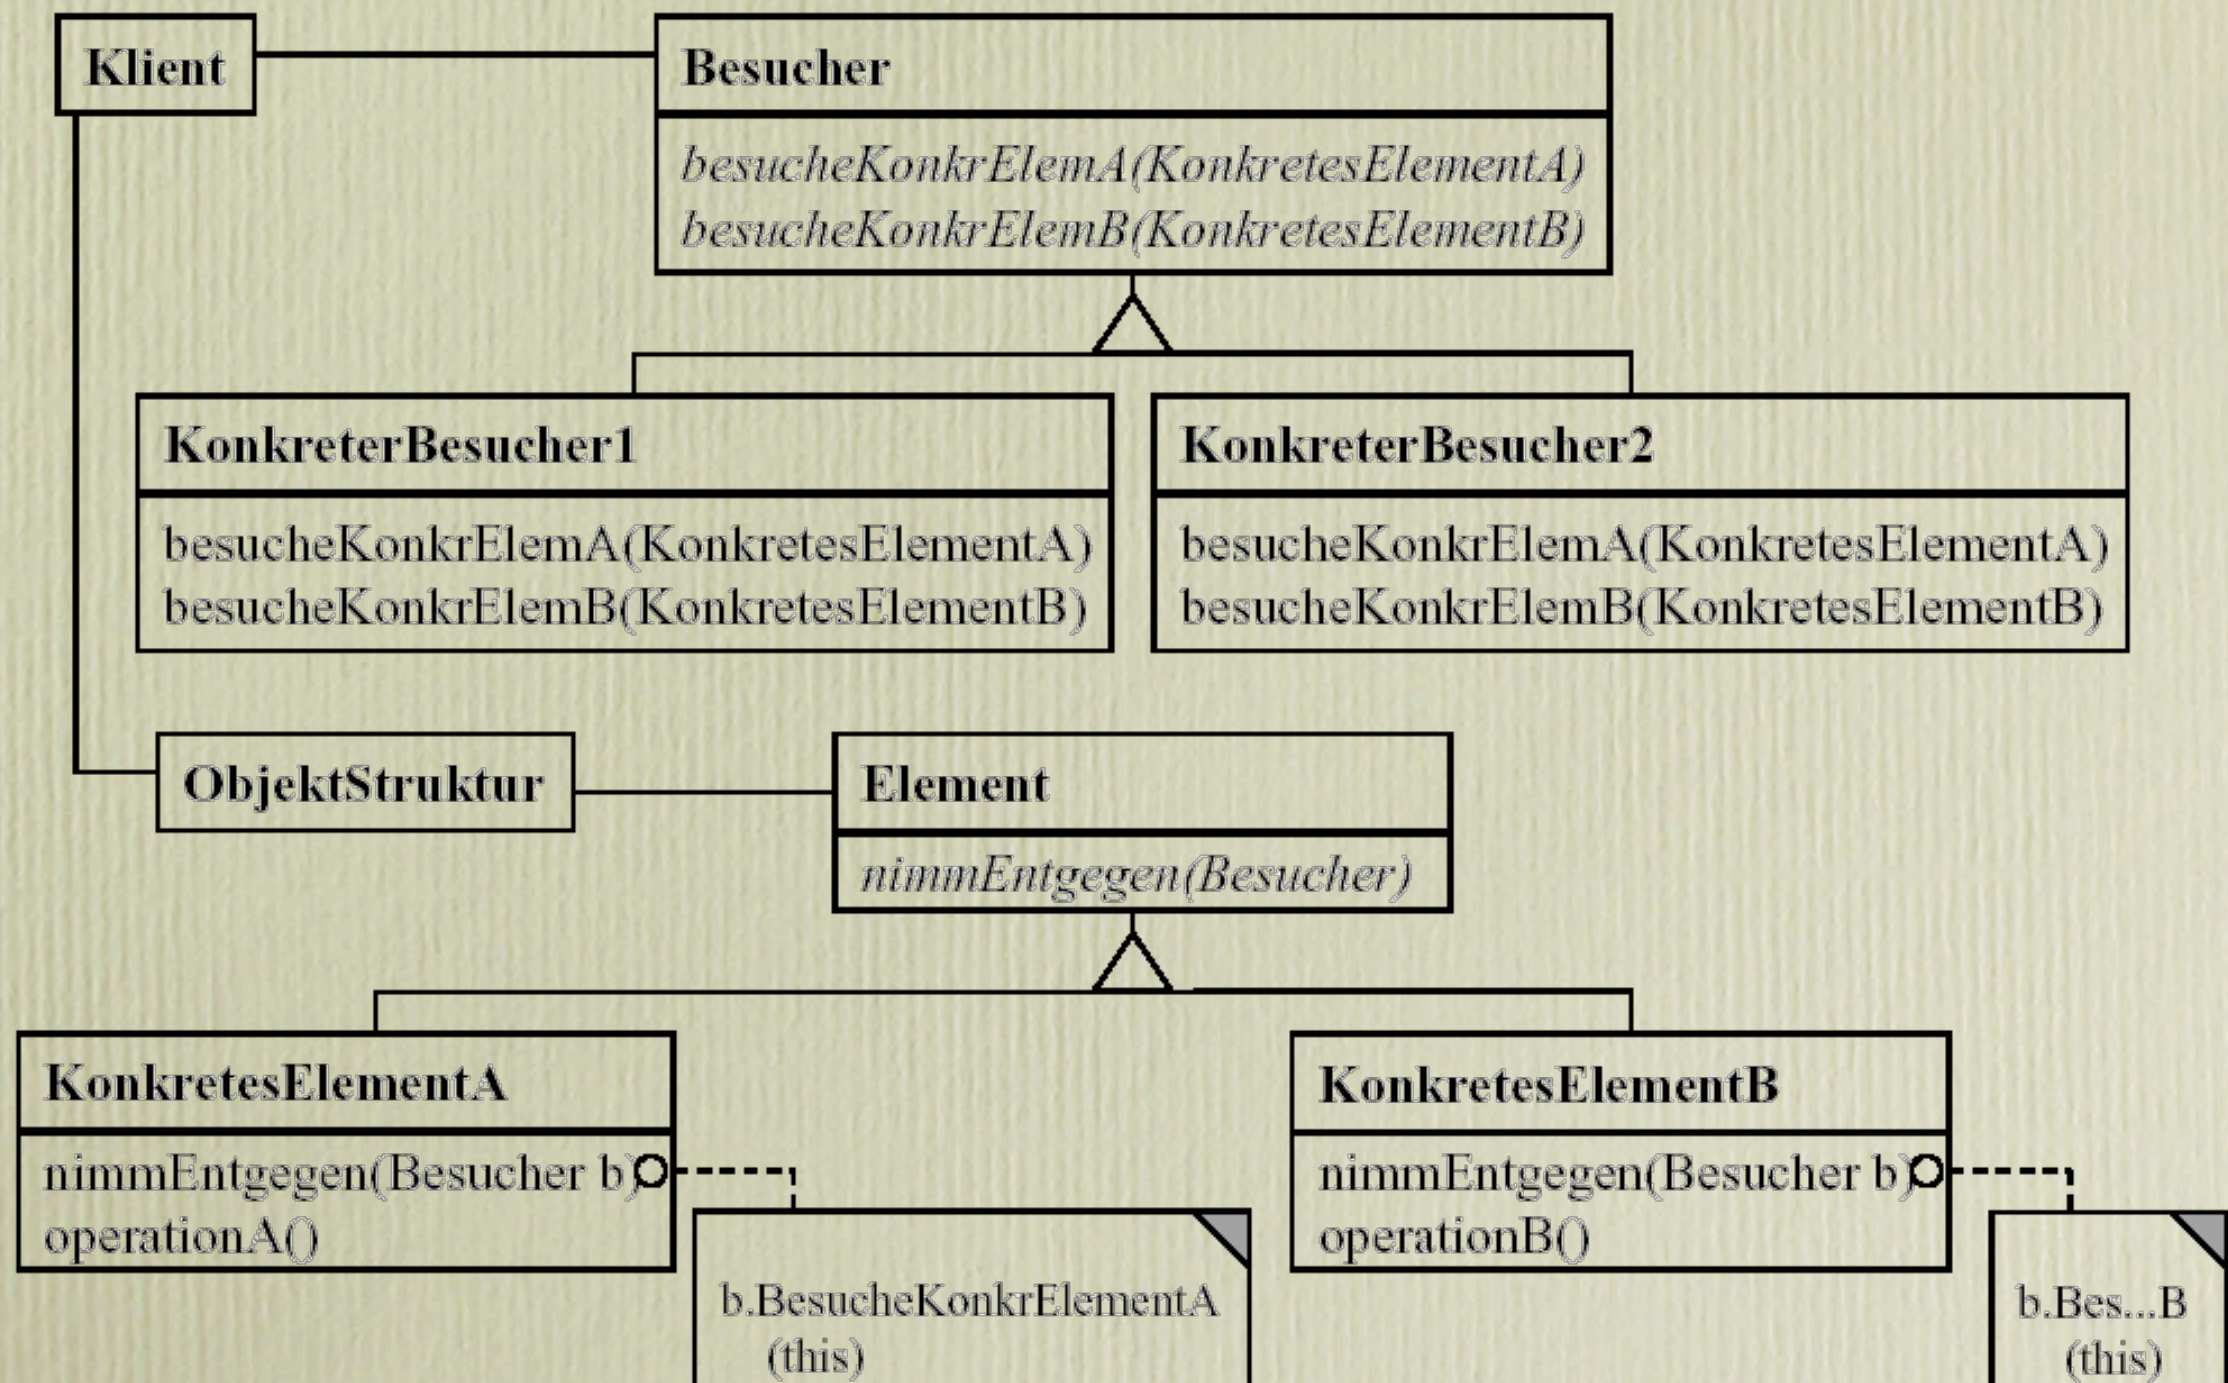 Klient
Besucher
besucheKonkrElemA(KonkretesElementA)
besucheKonkrElemB(KonkretesElementB)
KonkreterBesucher1
besucheKonkrElemA(KonkretesElementA)
besucheKonkrElemB(KonkretesElementB)
KonkreterBesucher2
besucheKonkrElemA(KonkretesElementA)
besucheKonkrElemB(KonkretesElementB)
ObjektStruktur
Element
nimmEntgegen(Besucher)
KonkretesElementA
nimmEntgegen(Besucher b)
operationA()
b.BesucheKonkrElementA
(this)
KonkretesElementB
nimmEntgegen(Besucher b)
operationB()
b.Bes...B
(this)